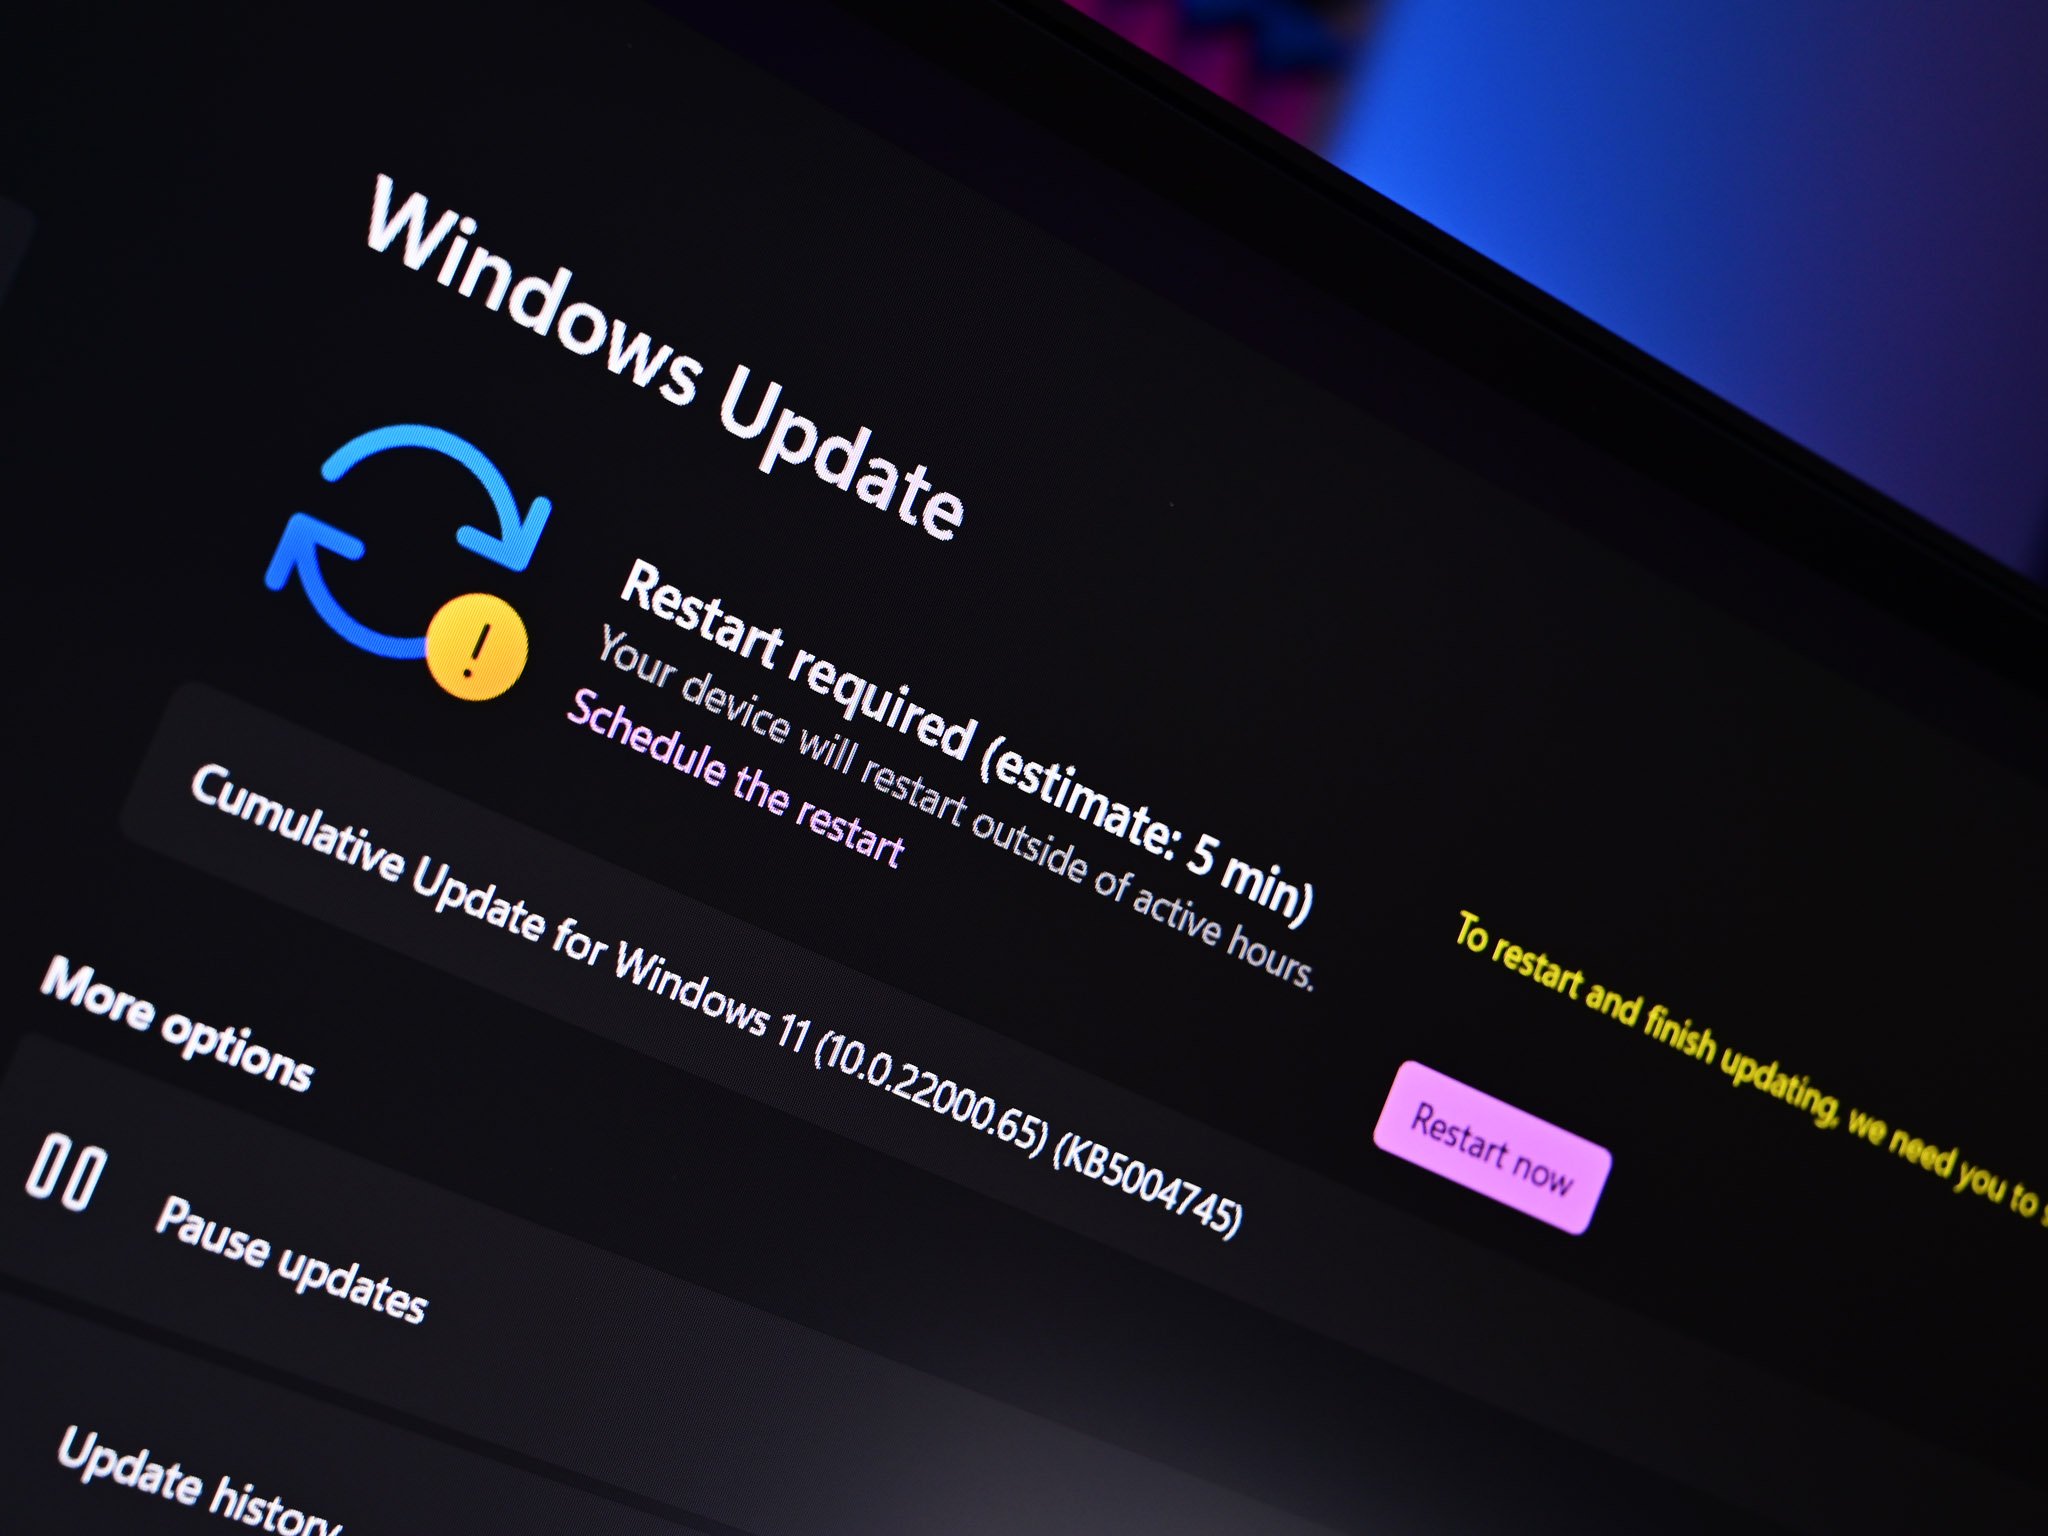 Windows Update
Restart required (estimate: 5 min)
Your device will restart outside of active hours.
Schedule the restart
To restart and finish updating, we need you to
Restart now
Cumulative Update for Windows 11 (10.0.22000.65) (KB5004745)
More options
Pause updates
Update history